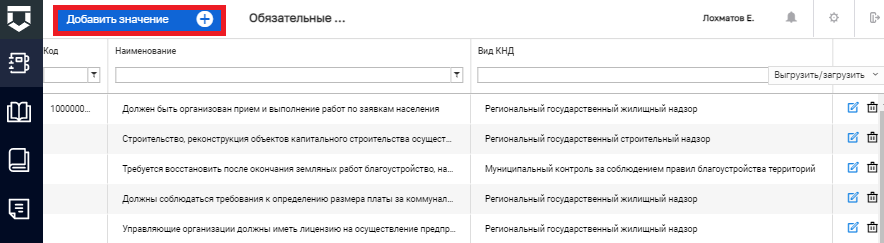 Добавить значение
Обязательные ...
Лохматов Е.
Код
Наименование
Вид КНД
Выгрузить/загрузить
1000000...
Должен быть организован прием и выполнение работ по заявкам населения
Региональный государственный жилищный надзор
Строительство, реконструкция объектов капитального строительства осущест...
Региональный государственный строительный надзор
Требуется восстановить после окончания земляных работ благоустройство, на...
Муниципальный контроль за соблюдением правил благоустройства территорий
Должны соблюдаться требования к определению размера платы за коммунал...
Региональный государственный жилищный надзор
Управляющие организации должны иметь лицензию на осуществление предпр...
Региональный государственный жилищный надзор